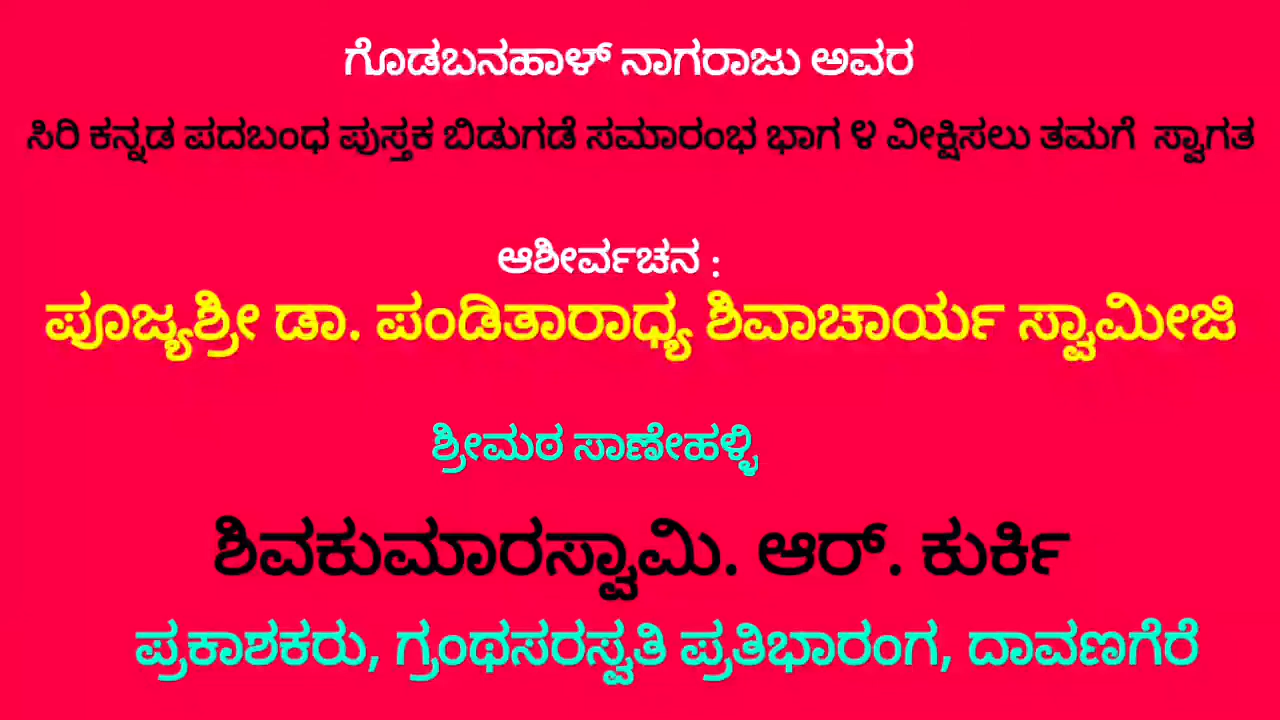 ಗೊಡಬನಹಾಳ್ ನಾಗರಾಜು ಅವರ
ಸಿರಿ ಕನ್ನಡ ಪದಬಂಧ ಪುಸ್ತಕ ಬಿಡುಗಡೆ ಸಮಾರಂಭ ಭಾಗ ೪ ವೀಕ್ಷಿಸಲು ತಮಗೆ ಸ್ವಾಗತ
ಆಶೀರ್ವಚನ :
ಪೂಜ್ಯಶ್ರೀ ಡಾ. ಪಂಡಿತಾರಾಧ್ಯ ಶಿವಾಚಾರ್ಯ ಸ್ವಾಮೀಜಿ
ಶ್ರೀಮಠ ಸಾಣೇಹಳ್ಳಿ
ಶಿವಕುಮಾರಸ್ವಾಮಿ. ಆರ್. ಕುರ್ಕಿ
ಪ್ರಕಾಶಕರು, ಗ್ರಂಥಸರಸ್ವತಿ ಪ್ರತಿಭಾರಂಗ, ದಾವಣಗೆರೆ